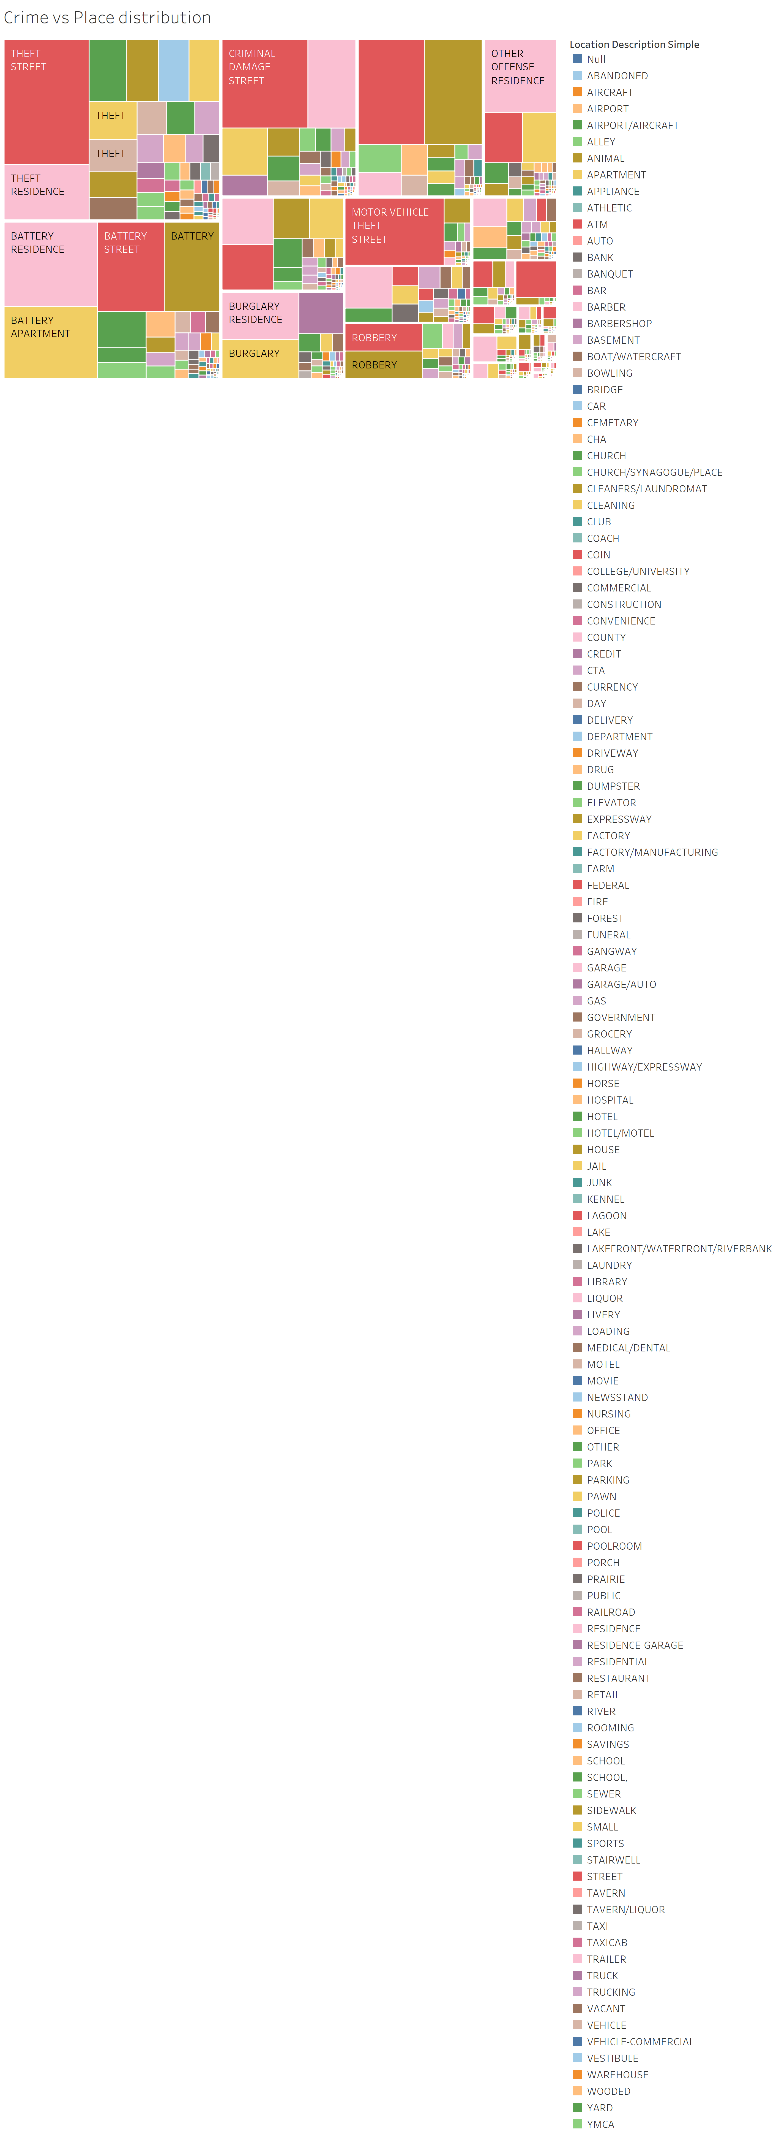 Crime vs Place distribution
THEFT
STREET
THEFT
THEFT
THEFT
RESIDENCE
CRIMINAL
DAMAGE
STREET
OTHER
OFFENSE
RESIDENCE
BATTERY
RESIDENCE
BATTERY
STREET
BATTERY
BATTERY
APARTMENT
MOTOR VEHICLE
THEFT
STREET
BURGLARY
RESIDENCE
BURGLARY
ROBBERY
ROBBERY
Location Description Simple
Null
ABANDONED
AIRCRAFT
AIRPORT
AIRPORT/AIRCRAFT
ALLEY
ANIMAL
APARTMENT
APPLIANCE
ATHLETIC
ATM
AUTO
BANK
BANQUET
BAR
BARBER
BARBERSHOP
BASEMENT
BOAT/WATERCRAFT
BOWLING
BRIDGE
CAR
CEMETARY
CHA
CHURCH
CHURCH/SYNAGOGUE/PLACE
CLEANERS/LAUNDROMAT
CLEANING
CLUB
COACH
COIN
COLLEGE/UNIVERSITY
COMMERCIAL
CONSTRUCTION
CONVENIENCE
COUNTY
CREDIT
CTA
CURRENCY
DAY
DELIVERY
DEPARTMENT
DRIVEWAY
DRUG
DUMPSTER
ELEVATOR
EXPRESSWAY
FACTORY
FACTORY/MANUFACTURING
FARM
FEDERAL
FIRE
FOREST
FUNERAL
GANGWAY
GARAGE
GARAGE/AUTO
GAS
GOVERNMENT
GROCERY
HALLWAY
HIGHWAY/EXPRESSWAY
HORSE
HOSPITAL
HOTEL
HOTEL/MOTEL
HOUSE
JAIL
JUNK
KENNEL
LAGOON
LAKE
LAKEFRONT/WATERFRONT/RIVERBANK
LAUNDRY
LIBRARY
LIQUOR
LIVERY
LOADING
MEDICAL/DENTAL
MOTEL
MOVIE
NEWSSTAND
NURSING
OFFICE
OTHER
PARK
PARKING
PAWN
POLICE
POOL
POOLROOM
PORCH
PRAIRIE
PUBLIC
RAILROAD
RESIDENCE
RESIDENCE-GARAGE
RESIDENTIAL
RESTAURANT
RETAIL
RIVER
ROOMING
SAVINGS
SCHOOL
SCHOOL,
SEWER
SIDEWALK
SMALL
SPORTS
STAIRWELL
STREET
TAVERN
TAVERN/LIQUOR
TAXI
TAXICAB
TRAILER
TRUCK
TRUCKING
VACANT
VEHICLE
VEHICLE-COMMERCIAL
VESTIBULE
WAREHOUSE
WOODED
YARD
YMCA